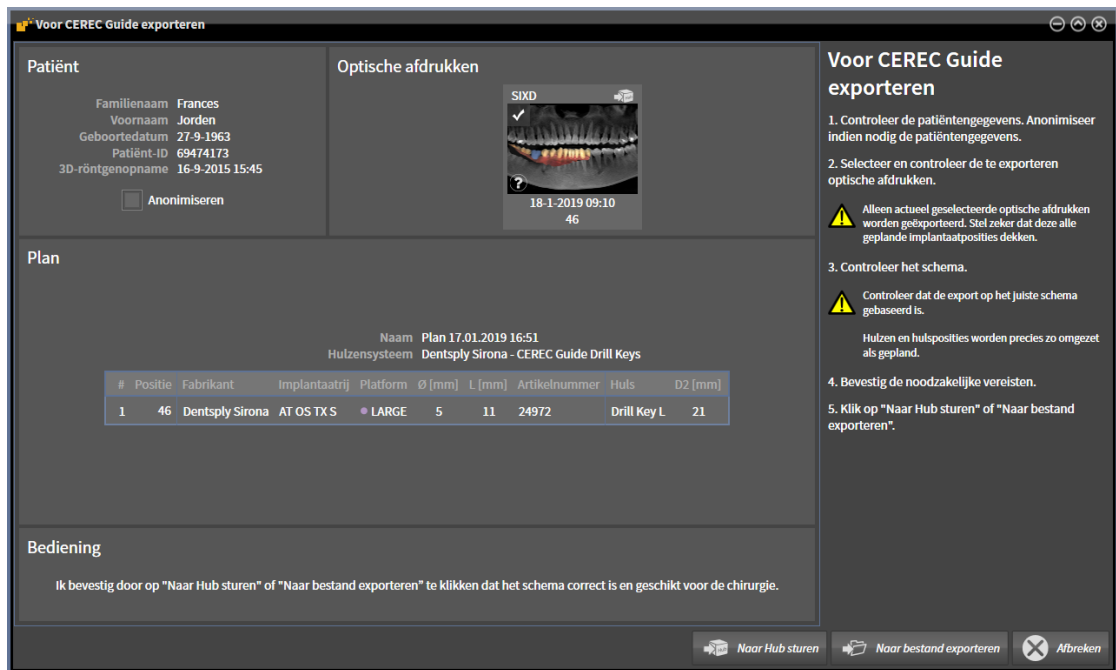 Voor CEREC Guide exporteren
Patiënt
Familienaam Frances
Voornaam Jorden
Geboortedatum 27-9-1963
Patiënt-ID 69474173
3D-röntgenopname 16-9-2015 15:45
Anonimiseren
Optische afdrukken
SIXD
?
18-1-2019 09:10
46
Plan
Naam Plan 17.01.2019 16:51
Hulzensysteem Dentsply Sirona - CEREC Guide Drill Keys
# Positie Fabrikant Implantaatrij Platform Ø [mm] L [mm] Artikelnummer Huls D2 [mm]
1 46 Dentsply Sirona AT OS TX S LARGE 5 11 24972 Drill Key L 21
Bediening
Ik bevestig door op "Naar Hub sturen" of "Naar bestand exporteren" te klikken dat het schema correct is en geschikt voor de chirurgie.
Voor CEREC Guide
exporteren
1. Controleer de patiëntengegevens. Anonimiseer
indien nodig de patiëntengegevens.
2. Selecteer en controleer de te exporteren
optische afdrukken.
Alleen actueel geselecteerde optische afdrukken
worden geëxporteerd. Stel zeker dat deze alle
geplande implantaatposities dekken.
3. Controleer het schema.
Controleer dat de export op het juiste schema
gebaseerd is.
Hulzen en hulsposities worden precies zo omgezet
als gepland.
4. Bevestig de noodzakelijke vereisten.
5. Klik op "Naar Hub sturen" of "Naar bestand
exporteren".
Naar Hub sturen
Naar bestand exporteren
Afbreken